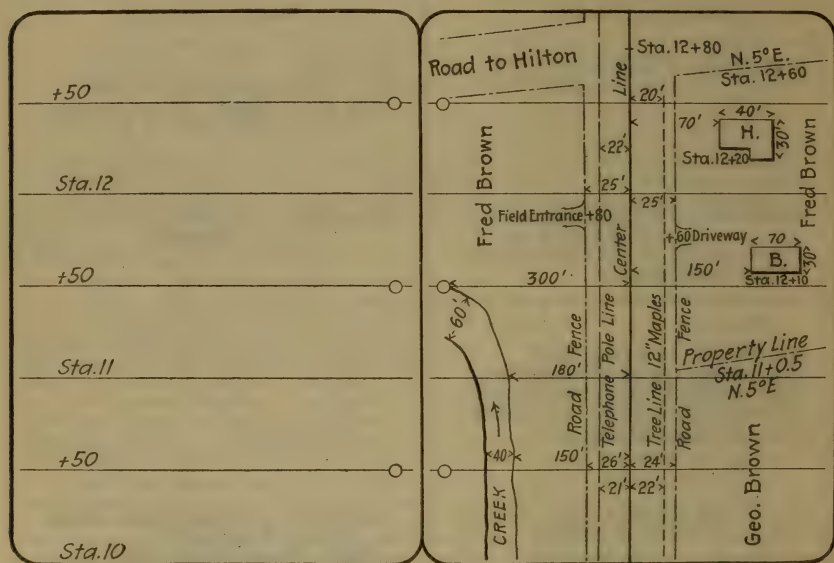 +50
Sta.12
+50
Sta.11
+50
Sta.10
Road to Hilton
Line
Sta.12+80
N.5°E.
Sta.12+60
20'
40'
70'
H.
30'
22'
Sta.12+20
Fred Brown
Fred Brown
25'
25'
Field Entrance +80
+60 Driveway
Center
70
B.
30'
300'
150'
Sta.12+10
60'
Road Fence
Telephone Pole Line
Tree Line 12" Maples
Road Fence
Property Line
Sta.11+0.5
N.5°E
180'
40
150'
26'
24'
21'
22'
CREEK
Geo. Brown